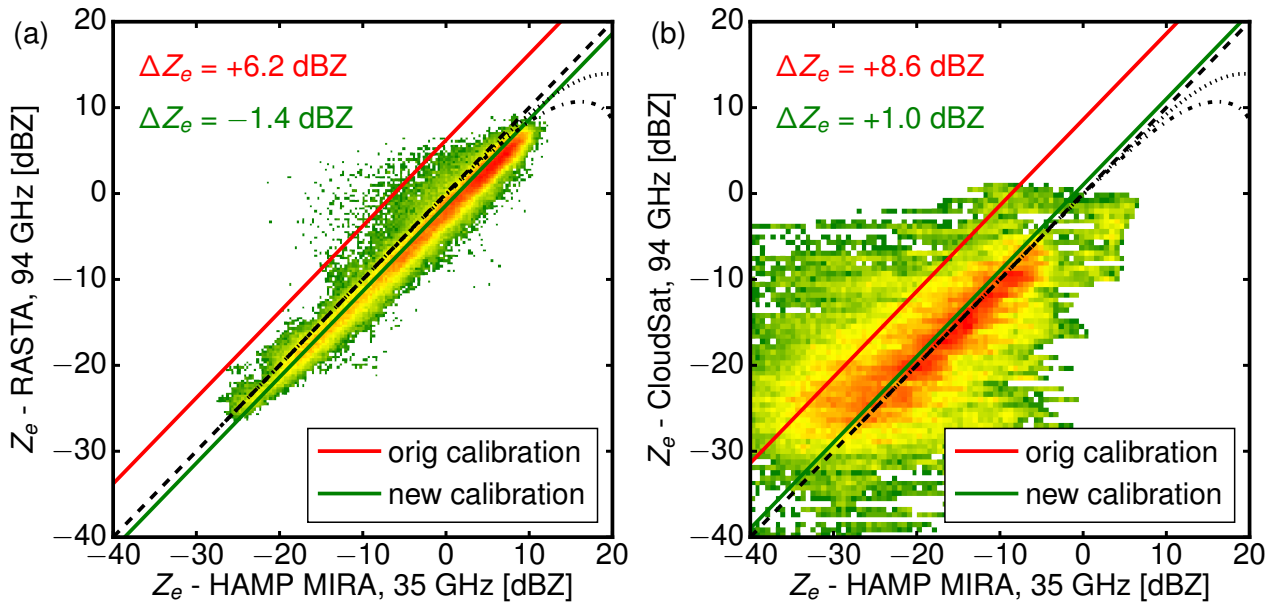 (a)
ΔZe = +6.2 dBZ
ΔZe = −1.4 dBZ
20
10
0
−10
−20
−30
−40
Ze - RASTA, 94 GHz [dBZ]
orig calibration
new calibration
−40 −30 −20 −10 0 10 20
Ze - HAMP MIRA, 35 GHz [dBZ]
(b)
ΔZe = +8.6 dBZ
ΔZe = +1.0 dBZ
20
10
0
−10
−20
−30
−40
Ze - CloudSat, 94 GHz [dBZ]
orig calibration
new calibration
−40 −30 −20 −10 0 10 20
Ze - HAMP MIRA, 35 GHz [dBZ]